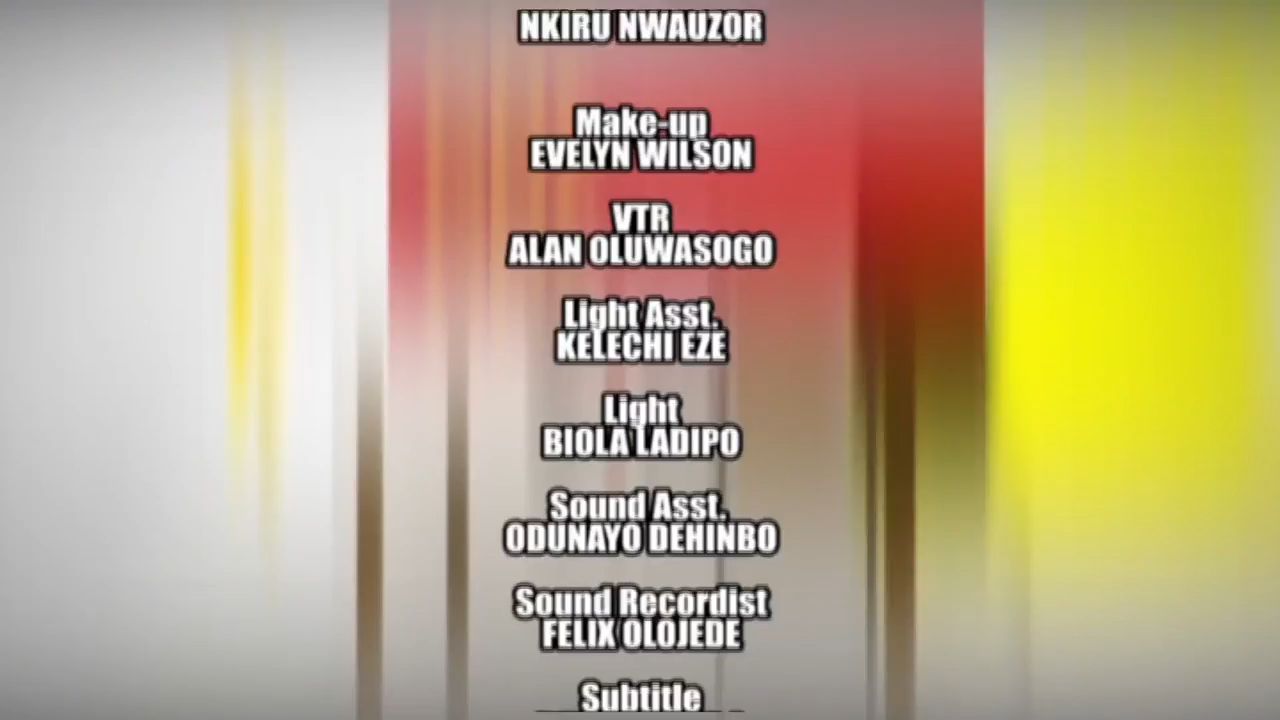 NKIRU NWAUZOR
Make-up
EVELYN WILSON
VTR
ALAN OLUWASOGO
Light Asst.
KELECHI EZE
Light
BIOLA LADIPO
Sound Asst.
ODUNAYO DEHINBO
Sound Recordist
FELIX OLOJEDE
Subtitle